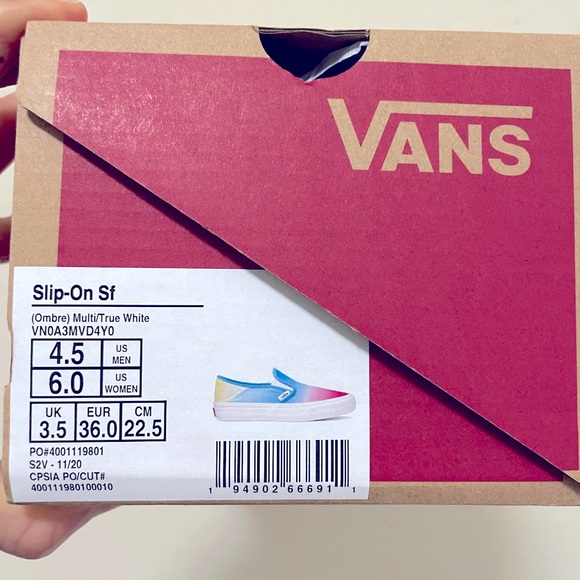 VANS
Slip-On Sf
(Ombre) Multi/True White
VN0A3MVD4Y0
4.5 US MEN
6.0 US WOMEN
UK EUR CM
3.5 36.0 22.5
PO#4001119801
S2V - 11/20
CPSIA PO/CUT#
400111980100010
1 94902 66691 1